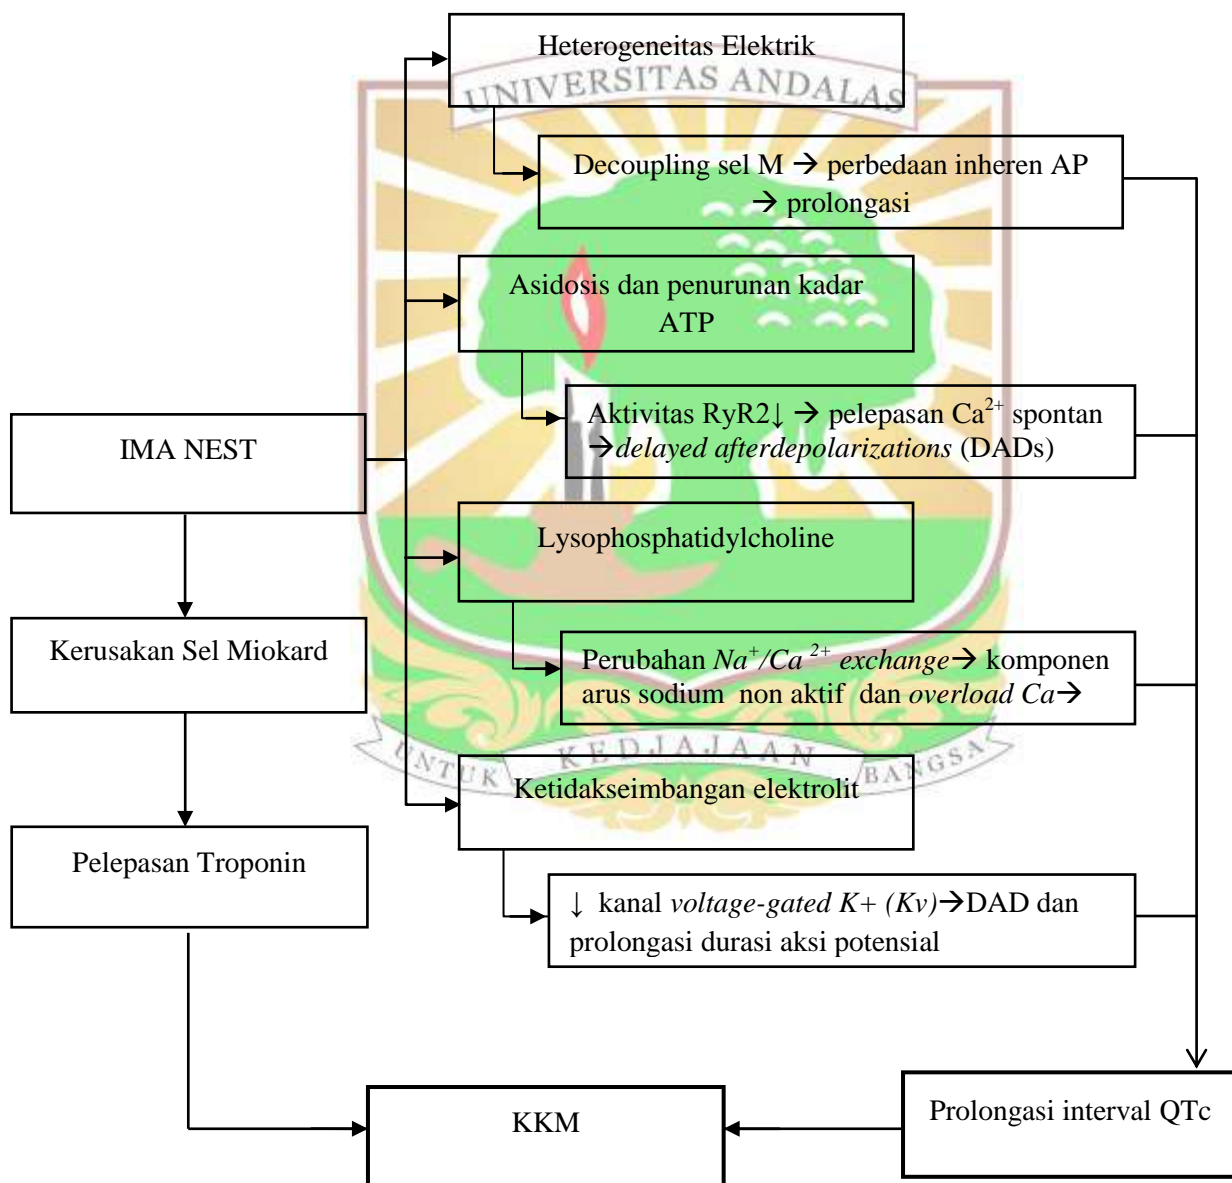 Heterogeneitas Elektrik
UNIVERSITAS ANDALAS
Decoupling sel M → perbedaan inheren AP
→ prolongasi
Asidosis dan penurunan kadar
ATP
Aktivitas RyR2↓ → pelepasan Ca²⁺ spontan
→delayed afterdepolarizations (DADs)
IMA NEST
Lysophosphatidylcholine
Kerusakan Sel Miokard
Perubahan Na⁺/Ca ²⁺ exchange→ komponen
arus sodium non aktif dan overload Ca→
UNTUK KEDJAJAAN BANGSA
Ketidakseimbangan elektrolit
Pelepasan Troponin
↓ kanal voltage-gated K+ (Kv)→DAD dan
prolongasi durasi aksi potensial
KKM
Prolongasi interval QTc